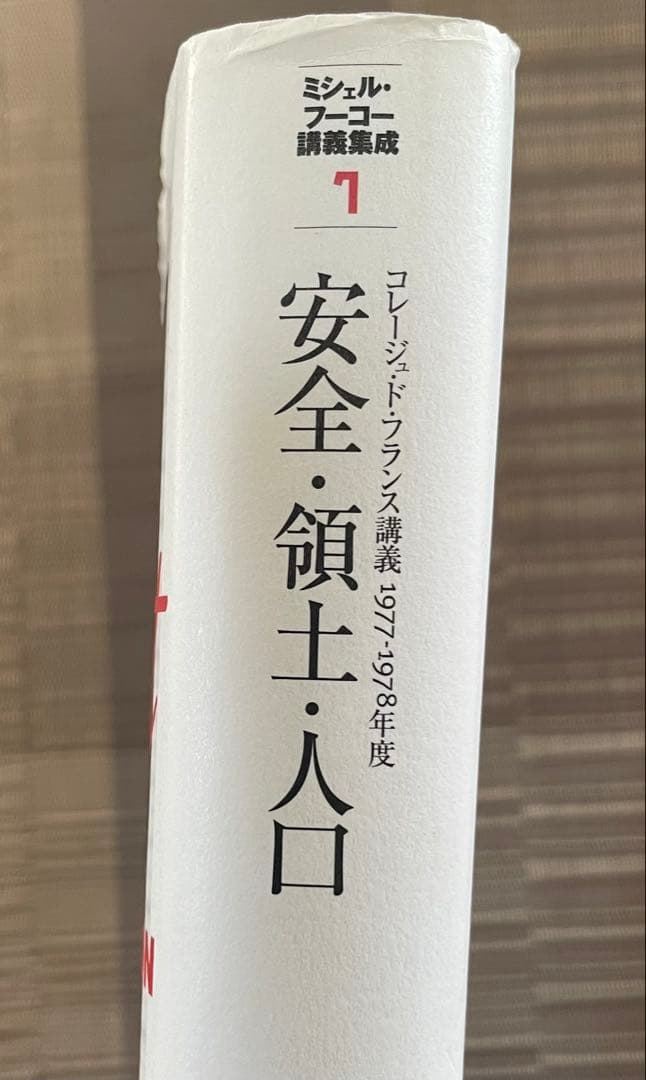 ミシェル・
フーコー
講義集成
7
コレージュ・ド・フランス講義 1977-1978年度
安全・領土・人口
N